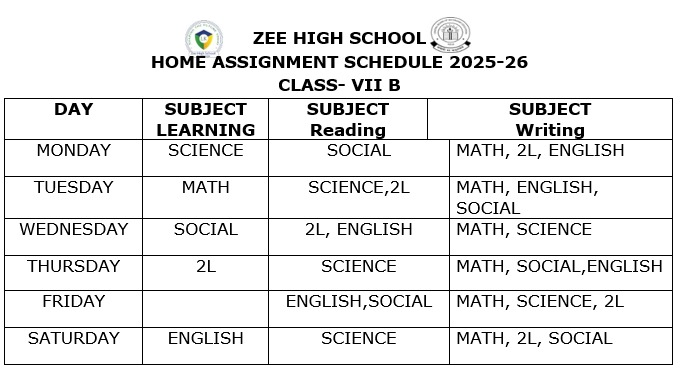 ZEE HIGH SCHOOL
HOME ASSIGNMENT SCHEDULE 2025-26
CLASS- VII B
DAY SUBJECT LEARNING SUBJECT Reading SUBJECT Writing
MONDAY SCIENCE SOCIAL MATH, 2L, ENGLISH
TUESDAY MATH SCIENCE,2L MATH, ENGLISH, SOCIAL
WEDNESDAY SOCIAL 2L, ENGLISH MATH, SCIENCE
THURSDAY 2L SCIENCE MATH, SOCIAL,ENGLISH
FRIDAY ENGLISH,SOCIAL MATH, SCIENCE, 2L
SATURDAY ENGLISH SCIENCE MATH, 2L, SOCIAL